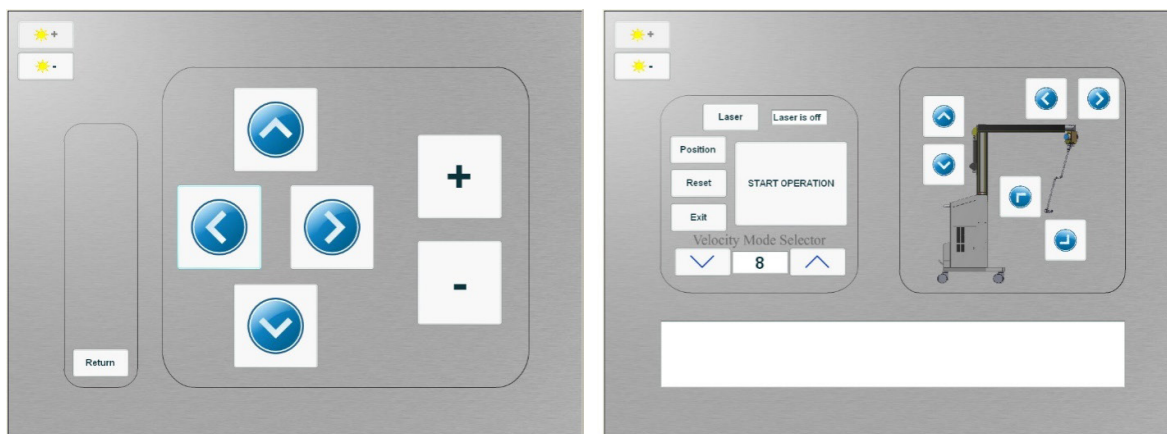 +
-
+
-
Return
+
-
Laser
Laser is off
Position
Reset
START OPERATION
Exit
Velocity Mode Selector
8